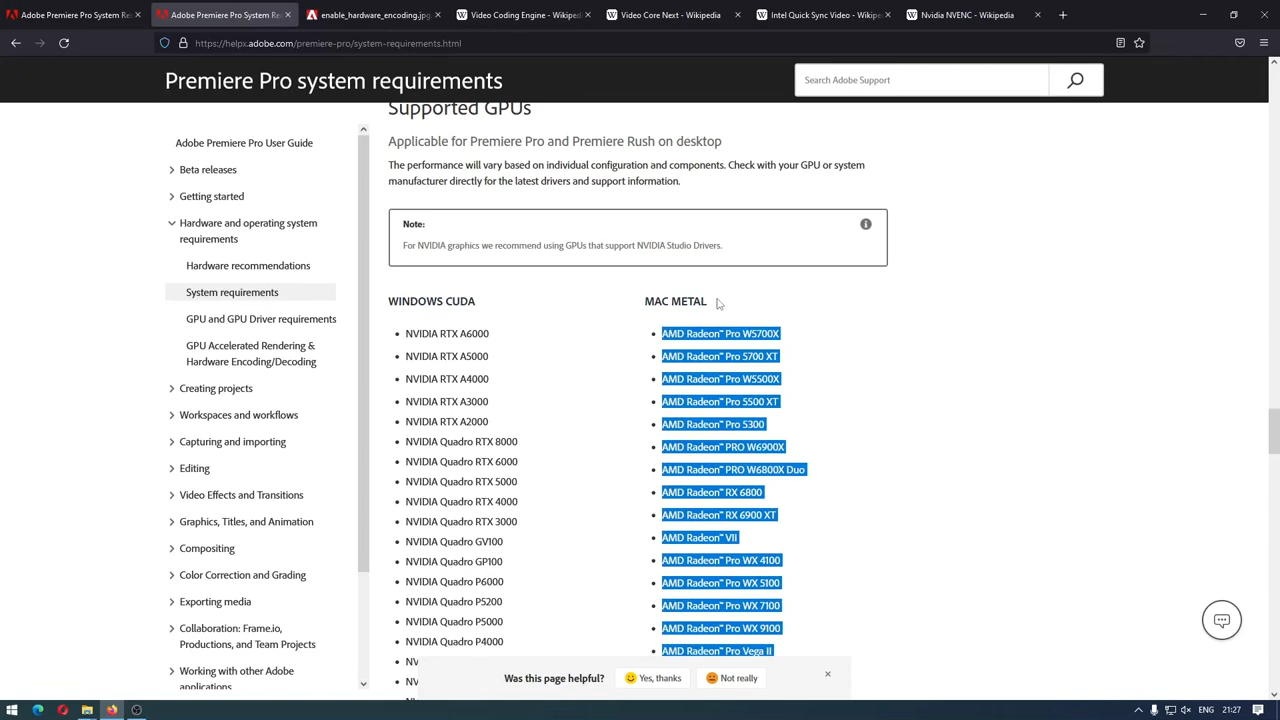 Adobe Premiere Pro System Re
Adobe Premiere Pro System Re
enable_hardware_encoding.jpg
Video Coding Engine - Wikiped
Video Core Next - Wikipedia
Intel Quick Sync Video - Wikip
Nvidia NVENC - Wikipedia
https://helpx.adobe.com/premiere-pro/system-requirements.html
Premiere Pro system requirements
Search Adobe Support
Adobe Premiere Pro User Guide
Beta releases
Getting started
Hardware and operating system
requirements
Hardware recommendations
System requirements
GPU and GPU Driver requirements
GPU Accelerated Rendering &
Hardware Encoding/Decoding
Creating projects
Workspaces and workflows
Capturing and importing
Editing
Video Effects and Transitions
Graphics, Titles, and Animation
Compositing
Color Correction and Grading
Exporting media
Collaboration: Frame.io,
Productions, and Team Projects
Working with other Adobe
applications
Supported GPUs
Applicable for Premiere Pro and Premiere Rush on desktop
The performance will vary based on individual configuration and components. Check with your GPU or system
manufacturer directly for the latest drivers and support information.
Note:
For NVIDIA graphics we recommend using GPUs that support NVIDIA Studio Drivers.
WINDOWS CUDA
• NVIDIA RTX A6000
• NVIDIA RTX A5000
• NVIDIA RTX A4000
• NVIDIA RTX A3000
• NVIDIA RTX A2000
• NVIDIA Quadro RTX 8000
• NVIDIA Quadro RTX 6000
• NVIDIA Quadro RTX 5000
• NVIDIA Quadro RTX 4000
• NVIDIA Quadro RTX 3000
• NVIDIA Quadro GV100
• NVIDIA Quadro GP100
• NVIDIA Quadro P6000
• NVIDIA Quadro P5200
• NVIDIA Quadro P5000
• NVIDIA Quadro P4000
MAC METAL
• AMD Radeon™ Pro W5700X
• AMD Radeon™ Pro 5700 XT
• AMD Radeon™ Pro W5500X
• AMD Radeon™ Pro 5500 XT
• AMD Radeon™ Pro 5300
• AMD Radeon™ PRO W6900X
• AMD Radeon™ PRO W6800X Duo
• AMD Radeon™ RX 6800
• AMD Radeon™ RX 6900 XT
• AMD Radeon™ VII
• AMD Radeon™ Pro WX 4100
• AMD Radeon™ Pro WX 5100
• AMD Radeon™ Pro WX 7100
• AMD Radeon™ Pro WX 9100
• AMD Radeon™ Pro Vega II
Was this page helpful?
Yes, thanks
Not really
ENG
21:27